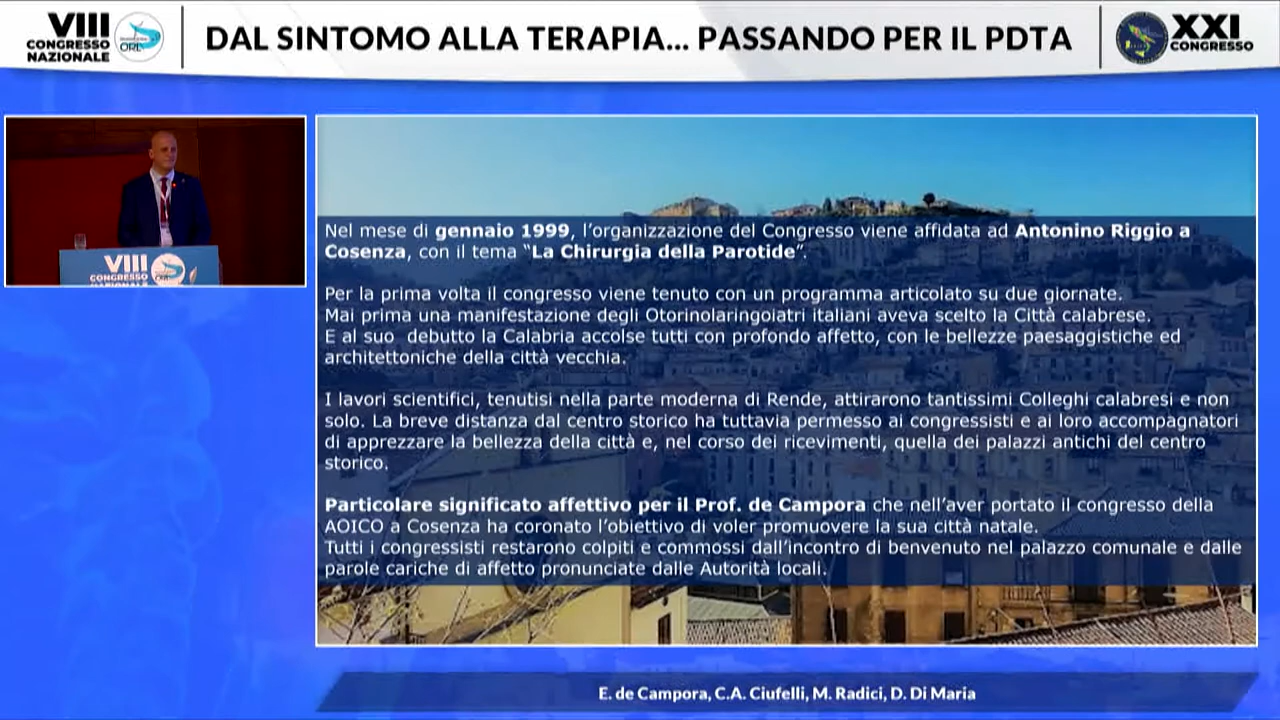 VIII
CONGRESSO
NAZIONALE
ORL
DAL SINTOMO ALLA TERAPIA... PASSANDO PER IL PDTA
XXI
CONGRESSO
VIII
CONGRESSO
NAZIONALE
Nel mese di gennaio 1999, l'organizzazione del Congresso viene affidata ad Antonino Riggio a
Cosenza, con il tema “La Chirurgia della Parotide”.
Per la prima volta il congresso viene tenuto con un programma articolato su due giornate.
Mai prima una manifestazione degli Otorinolaringoiatri italiani aveva scelto la Città calabrese.
E al suo debutto la Calabria accolse tutti con profondo affetto, con le bellezze paesaggistiche ed
architettoniche della città vecchia.
I lavori scientifici, tenutisi nella parte moderna di Rende, attirarono tantissimi Colleghi calabresi e non
solo. La breve distanza dal centro storico ha tuttavia permesso ai congressisti e ai loro accompagnatori
di apprezzare la bellezza della città e, nel corso dei ricevimenti, quella dei palazzi antichi del centro
storico.
Particolare significato affettivo per il Prof. de Campora che nell'aver portato il congresso della
AOICO a Cosenza ha coronato l'obiettivo di voler promuovere la sua città natale.
Tutti i congressisti restarono colpiti e commossi dall'incontro di benvenuto nel palazzo comunale e dalle
parole cariche di affetto pronunciate dalle Autorità locali.
E. de Campora, C.A. Ciufelli, M. Radici, D. Di Maria